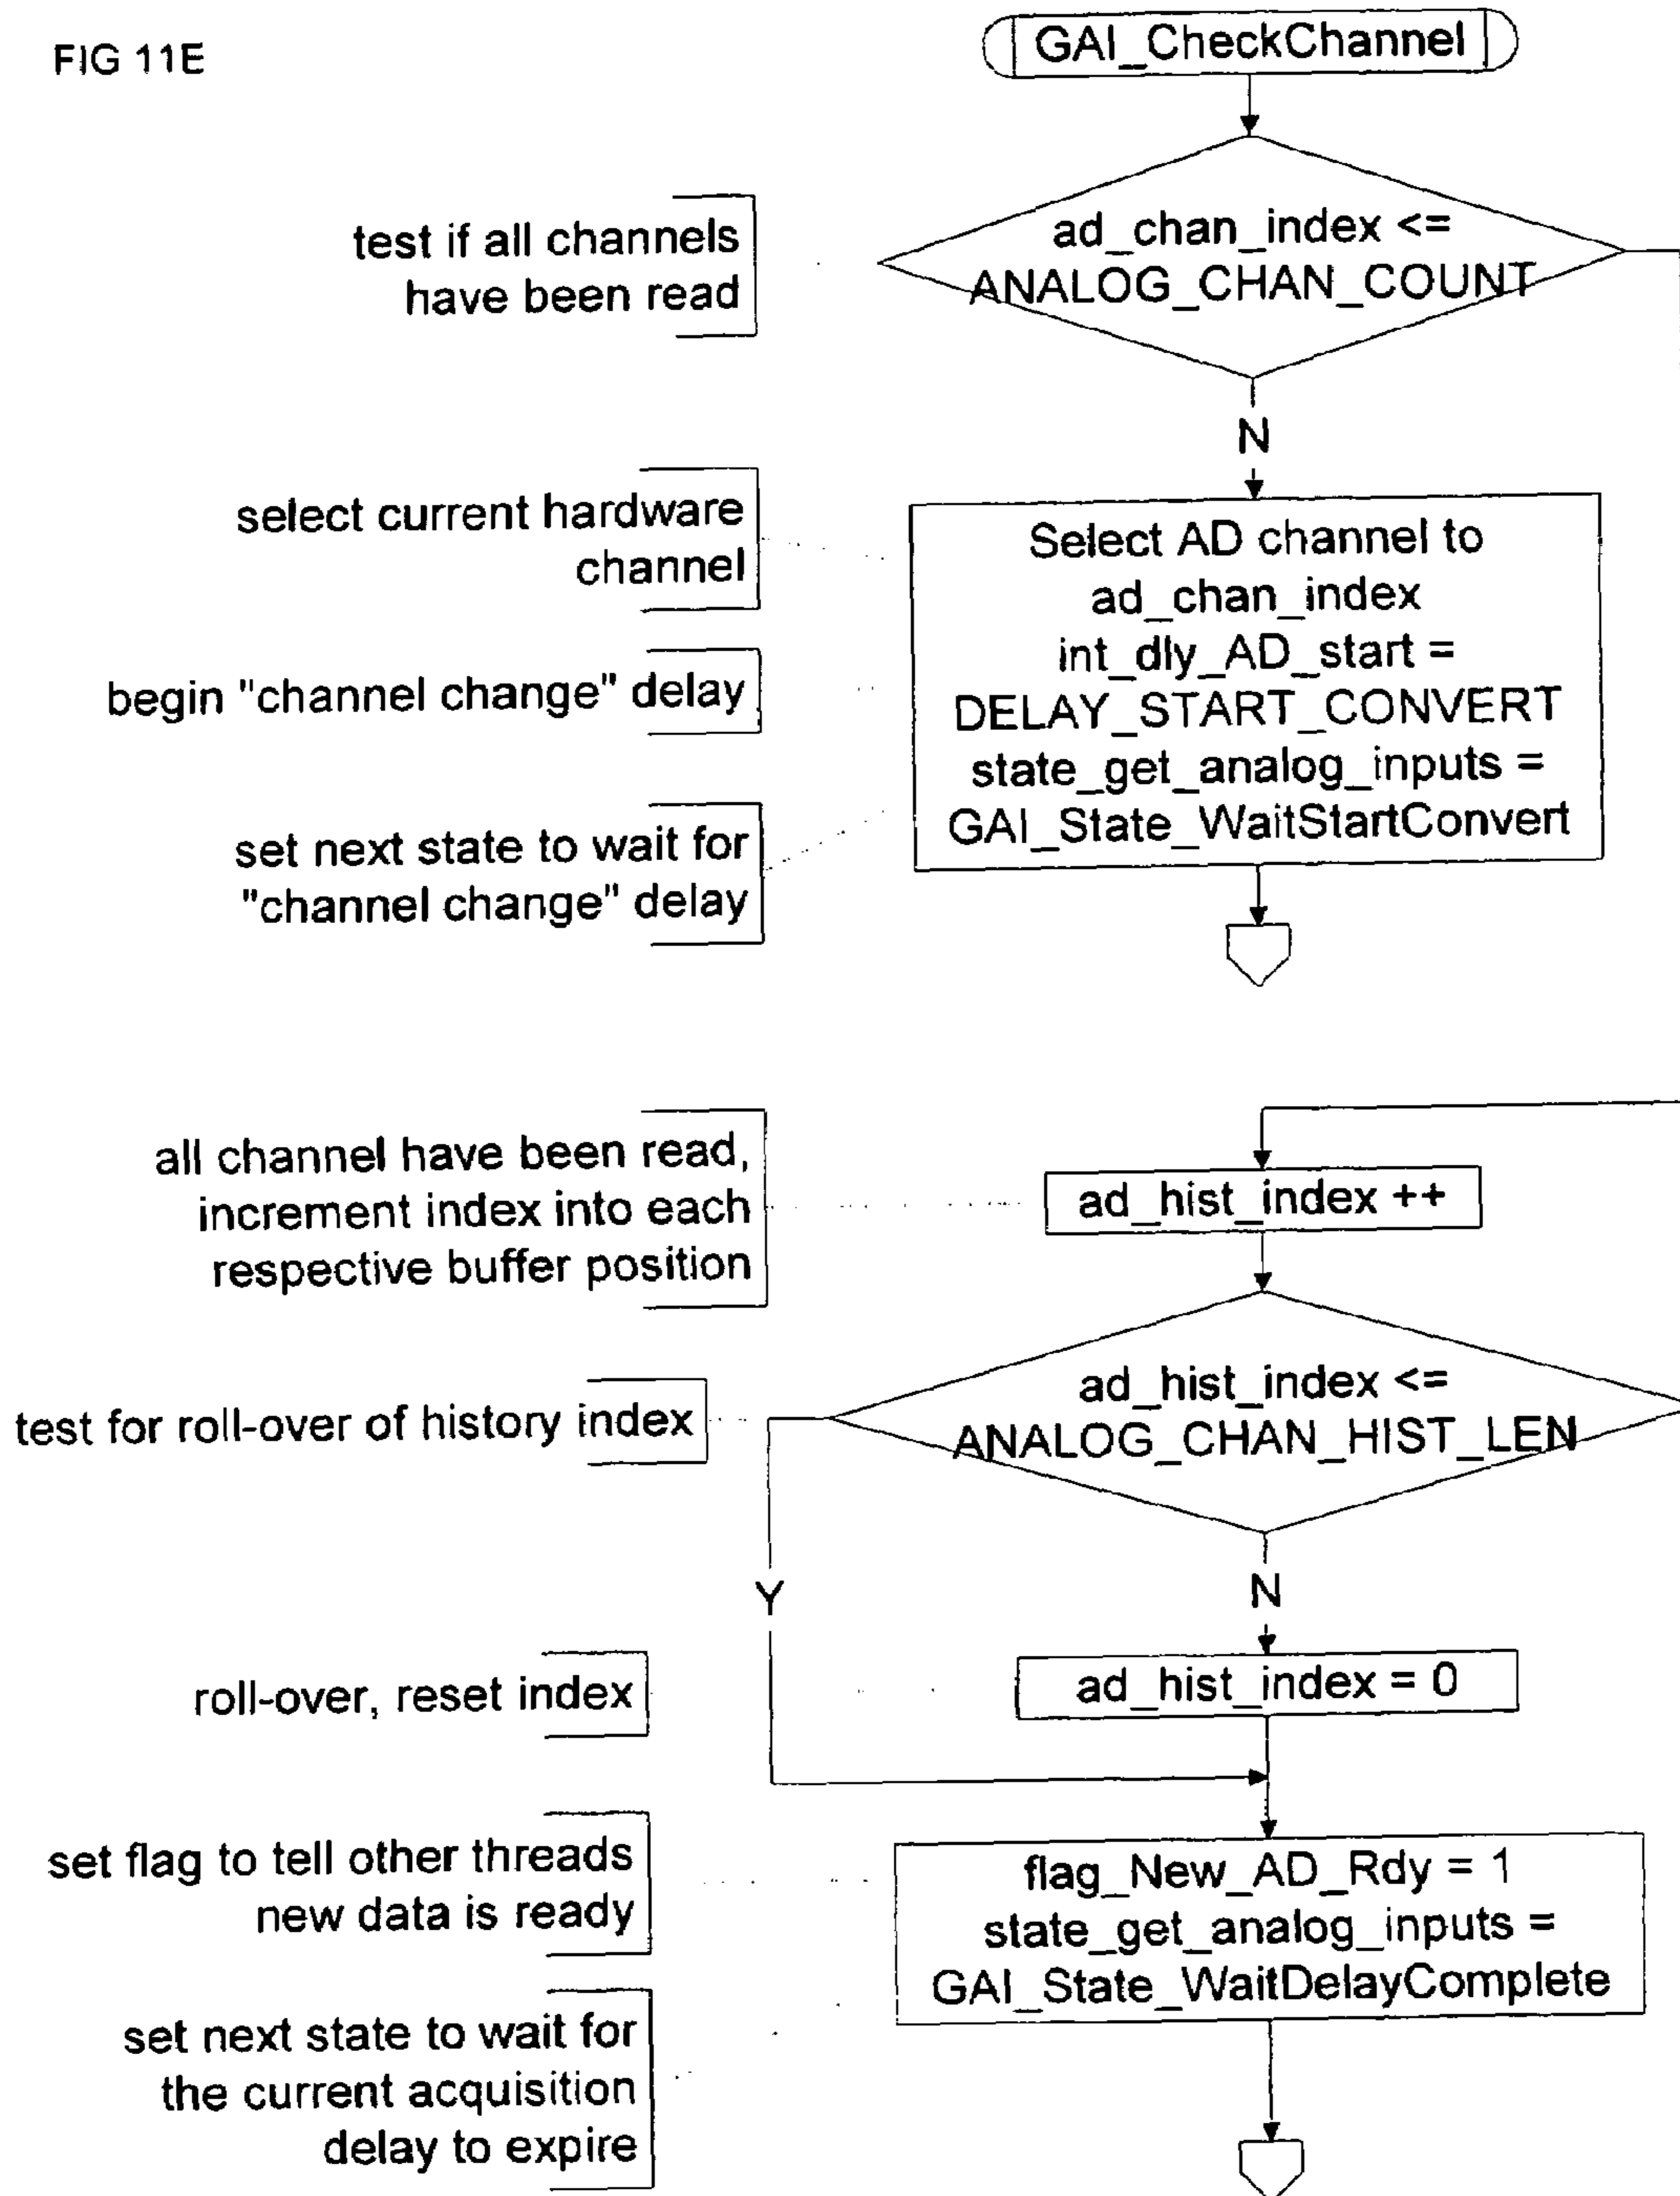 FIG 11E
GAI_CheckChannel
test if all channels
have been read
ad_chan_index <=
ANALOG_CHAN_COUNT
N
select current hardware
channel
begin "channel change" delay
set next state to wait for
"channel change" delay
Select AD channel to
ad_chan_index
int_dly_AD_start =
DELAY_START_CONVERT
state_get_analog_inputs =
GAI_State_WaitStartConvert
all channel have been read,
increment index into each
respective buffer position
ad_hist_index ++
test for roll-over of history index
ad_hist_index <=
ANALOG_CHAN_HIST_LEN
Y
N
roll-over, reset index
ad_hist_index = 0
set flag to tell other threads
new data is ready
set next state to wait for
the current acquisition
delay to expire
flag_New_AD_Rdy = 1
state_get_analog_inputs =
GAI_State_WaitDelayComplete